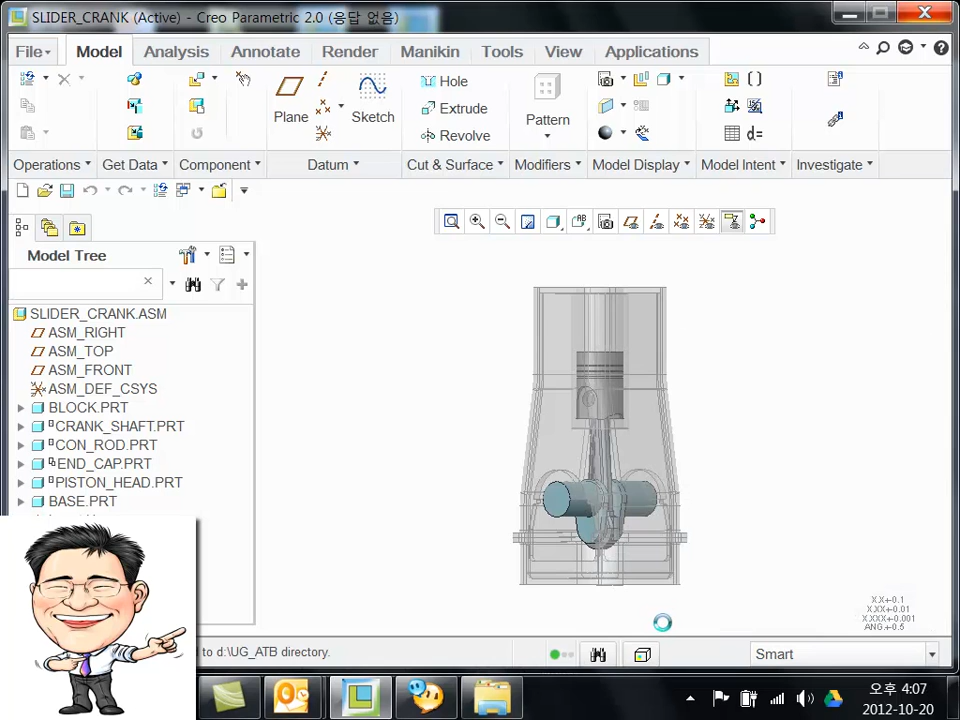 SLIDER_CRANK (Active) - Creo Parametric 2.0 (응답 없음)
File Model Analysis Annotate Render Manikin Tools View Applications
Plane Sketch Hole Extrude Revolve Pattern
Operations Get Data Component Datum Cut & Surface Modifiers Model Display Model Intent Investigate
Model Tree
SLIDER_CRANK.ASM
ASM_RIGHT
ASM_TOP
ASM_FRONT
ASM_DEF_CSYS
BLOCK.PRT
CRANK_SHAFT.PRT
CON_ROD.PRT
END_CAP.PRT
PISTON_HEAD.PRT
BASE.PRT
X.X+-0.1
X.XX+-0.01
X.XXX+-0.001
ANG.+-0.5
d to d:\UG_ATB directory.
Smart
오후 4:07
2012-10-20